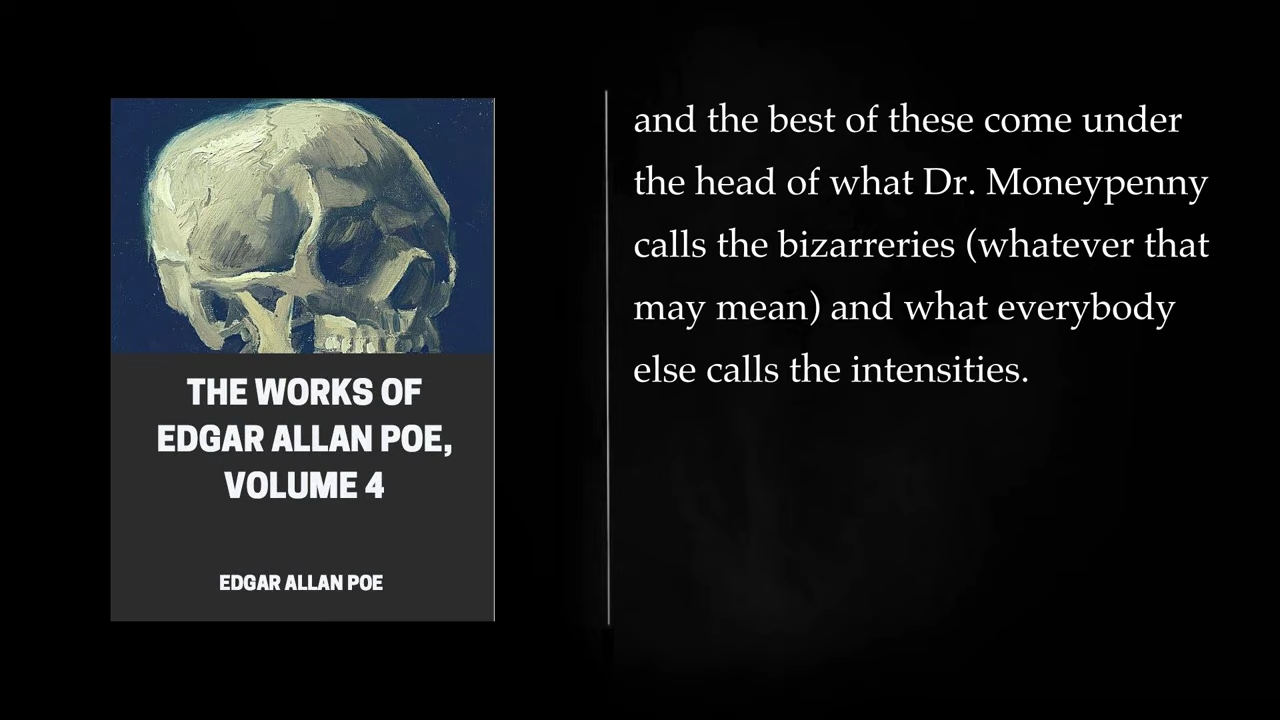 THE WORKS OF
EDGAR ALLAN POE,
VOLUME 4
EDGAR ALLAN POE
and the best of these come under
the head of what Dr. Moneypenny
calls the bizarreries (whatever that
may mean) and what everybody
else calls the intensities.